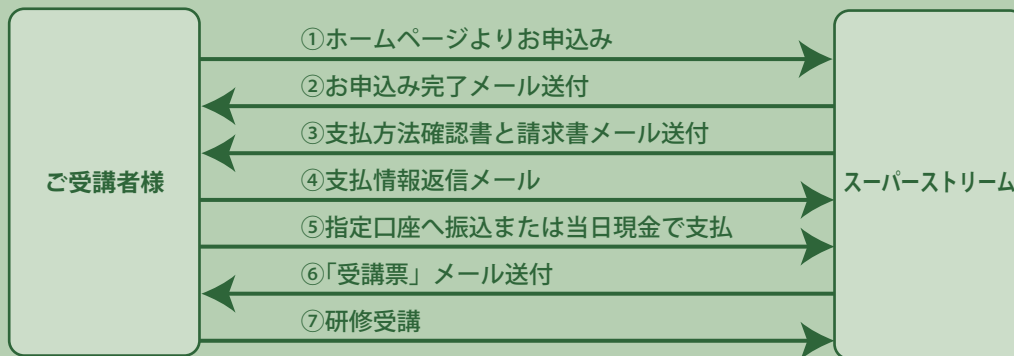 ①ホームページよりお申込み
②お申込み完了メール送付
③支払方法確認書と請求書メール送付
ご受講者様
④支払情報返信メール
スーパーストリーム
⑤指定口座へ振込または当日現金で支払
⑥「受講票」メール送付
⑦研修受講